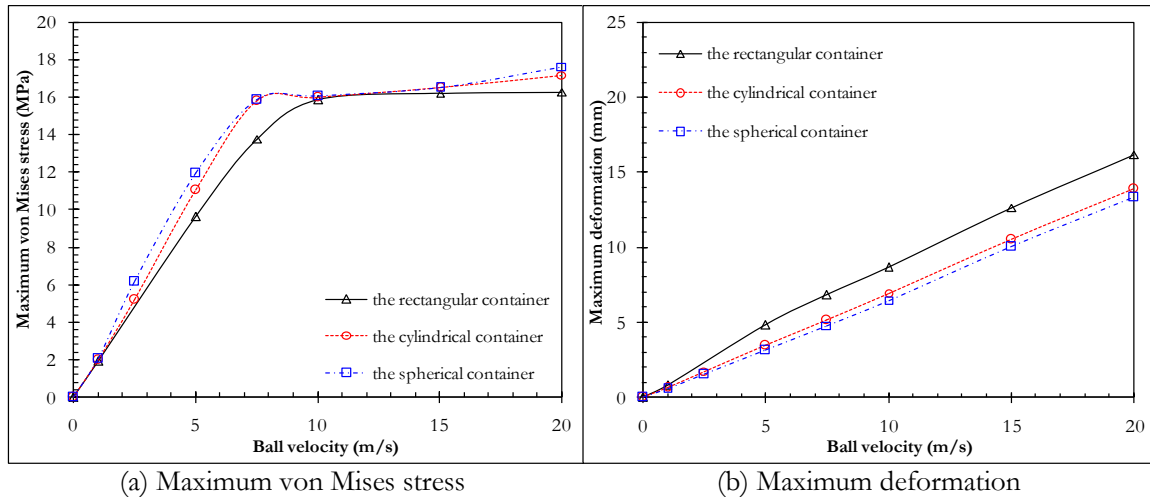 20
18
16
14
12
10
8
6
4
2
0
Maximum von Mises stress (MPa)
the rectangular container
the cylindrical container
the spherical container
0
5
10
15
20
Ball velocity (m/s)
(a) Maximum von Mises stress
25
20
15
10
5
0
Maximum deformation (mm)
the rectangular container
the cylindrical container
the spherical container
0
5
10
15
20
Ball velocity (m/s)
(b) Maximum deformation